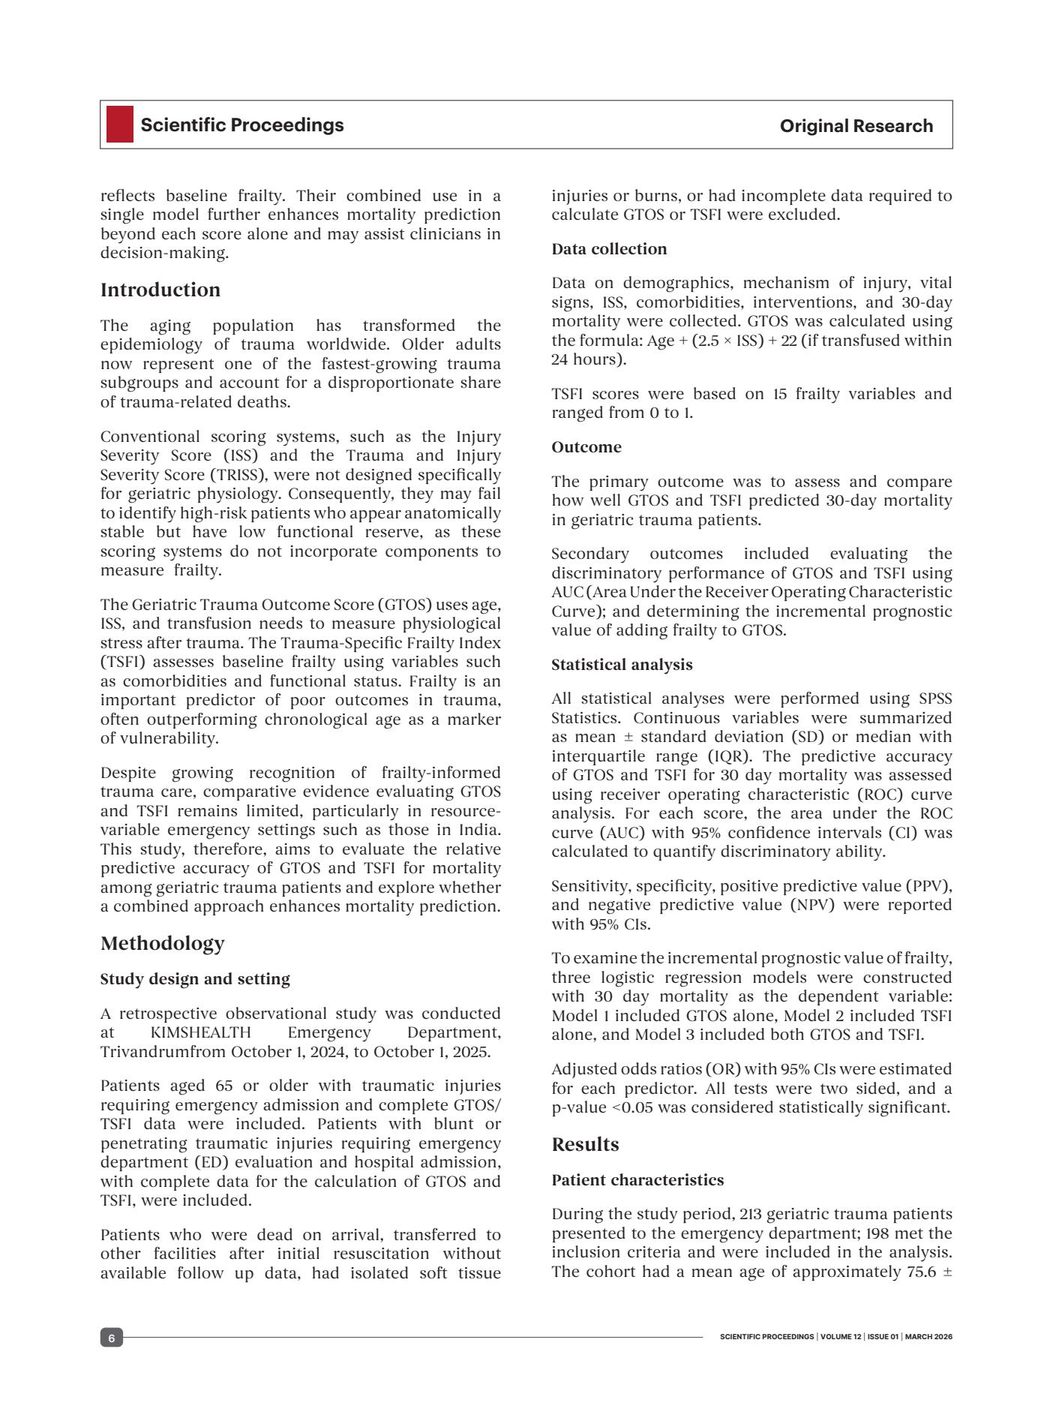 Scientific Proceedings
Original Research
reflects baseline frailty. Their combined use in a
single model further enhances mortality prediction
beyond each score alone and may assist clinicians in
decision-making.
Introduction
The aging population has transformed the
epidemiology of trauma worldwide. Older adults
now represent one of the fastest-growing trauma
subgroups and account for a disproportionate share
of trauma-related deaths.
Conventional scoring systems, such as the Injury
Severity Score (ISS) and the Trauma and Injury
Severity Score (TRISS), were not designed specifically
for geriatric physiology. Consequently, they may fail
to identify high-risk patients who appear anatomically
stable but have low functional reserve, as these
scoring systems do not incorporate components to
measure frailty.
The Geriatric Trauma Outcome Score (GTOS) uses age,
ISS, and transfusion needs to measure physiological
stress after trauma. The Trauma-Specific Frailty Index
(TSFI) assesses baseline frailty using variables such
as comorbidities and functional status. Frailty is an
important predictor of poor outcomes in trauma,
often outperforming chronological age as a marker
of vulnerability.
Despite growing recognition of frailty-informed
trauma care, comparative evidence evaluating GTOS
and TSFI remains limited, particularly in resource-
variable emergency settings such as those in India.
This study, therefore, aims to evaluate the relative
predictive accuracy of GTOS and TSFI for mortality
among geriatric trauma patients and explore whether
a combined approach enhances mortality prediction.
Methodology
Study design and setting
A retrospective observational study was conducted
at KIMSHEALTH Emergency Department,
Trivandrumfrom October 1, 2024, to October 1, 2025.
Patients aged 65 or older with traumatic injuries
requiring emergency admission and complete GTOS/
TSFI data were included. Patients with blunt or
penetrating traumatic injuries requiring emergency
department (ED) evaluation and hospital admission,
with complete data for the calculation of GTOS and
TSFI, were included.
Patients who were dead on arrival, transferred to
other facilities after initial resuscitation without
available follow up data, had isolated soft tissue
injuries or burns, or had incomplete data required to
calculate GTOS or TSFI were excluded.
Data collection
Data on demographics, mechanism of injury, vital
signs, ISS, comorbidities, interventions, and 30-day
mortality were collected. GTOS was calculated using
the formula: Age + (2.5 × ISS) + 22 (if transfused within
24 hours).
TSFI scores were based on 15 frailty variables and
ranged from 0 to 1.
Outcome
The primary outcome was to assess and compare
how well GTOS and TSFI predicted 30-day mortality
in geriatric trauma patients.
Secondary outcomes included evaluating the
discriminatory performance of GTOS and TSFI using
AUC (Area Under the Receiver Operating Characteristic
Curve); and determining the incremental prognostic
value of adding frailty to GTOS.
Statistical analysis
All statistical analyses were performed using SPSS
Statistics. Continuous variables were summarized
as mean ± standard deviation (SD) or median with
interquartile range (IQR). The predictive accuracy
of GTOS and TSFI for 30 day mortality was assessed
using receiver operating characteristic (ROC) curve
analysis. For each score, the area under the ROC
curve (AUC) with 95% confidence intervals (CI) was
calculated to quantify discriminatory ability.
Sensitivity, specificity, positive predictive value (PPV),
and negative predictive value (NPV) were reported
with 95% CIs.
To examine the incremental prognostic value of frailty,
three logistic regression models were constructed
with 30 day mortality as the dependent variable:
Model 1 included GTOS alone, Model 2 included TSFI
alone, and Model 3 included both GTOS and TSFI.
Adjusted odds ratios (OR) with 95% CIs were estimated
for each predictor. All tests were two sided, and a
p-value <0.05 was considered statistically significant.
Results
Patient characteristics
During the study period, 213 geriatric trauma patients
presented to the emergency department; 198 met the
inclusion criteria and were included in the analysis.
The cohort had a mean age of approximately 75.6 ±
6
SCIENTIFIC PROCEEDINGS | VOLUME 12 | ISSUE 01 | MARCH 2026